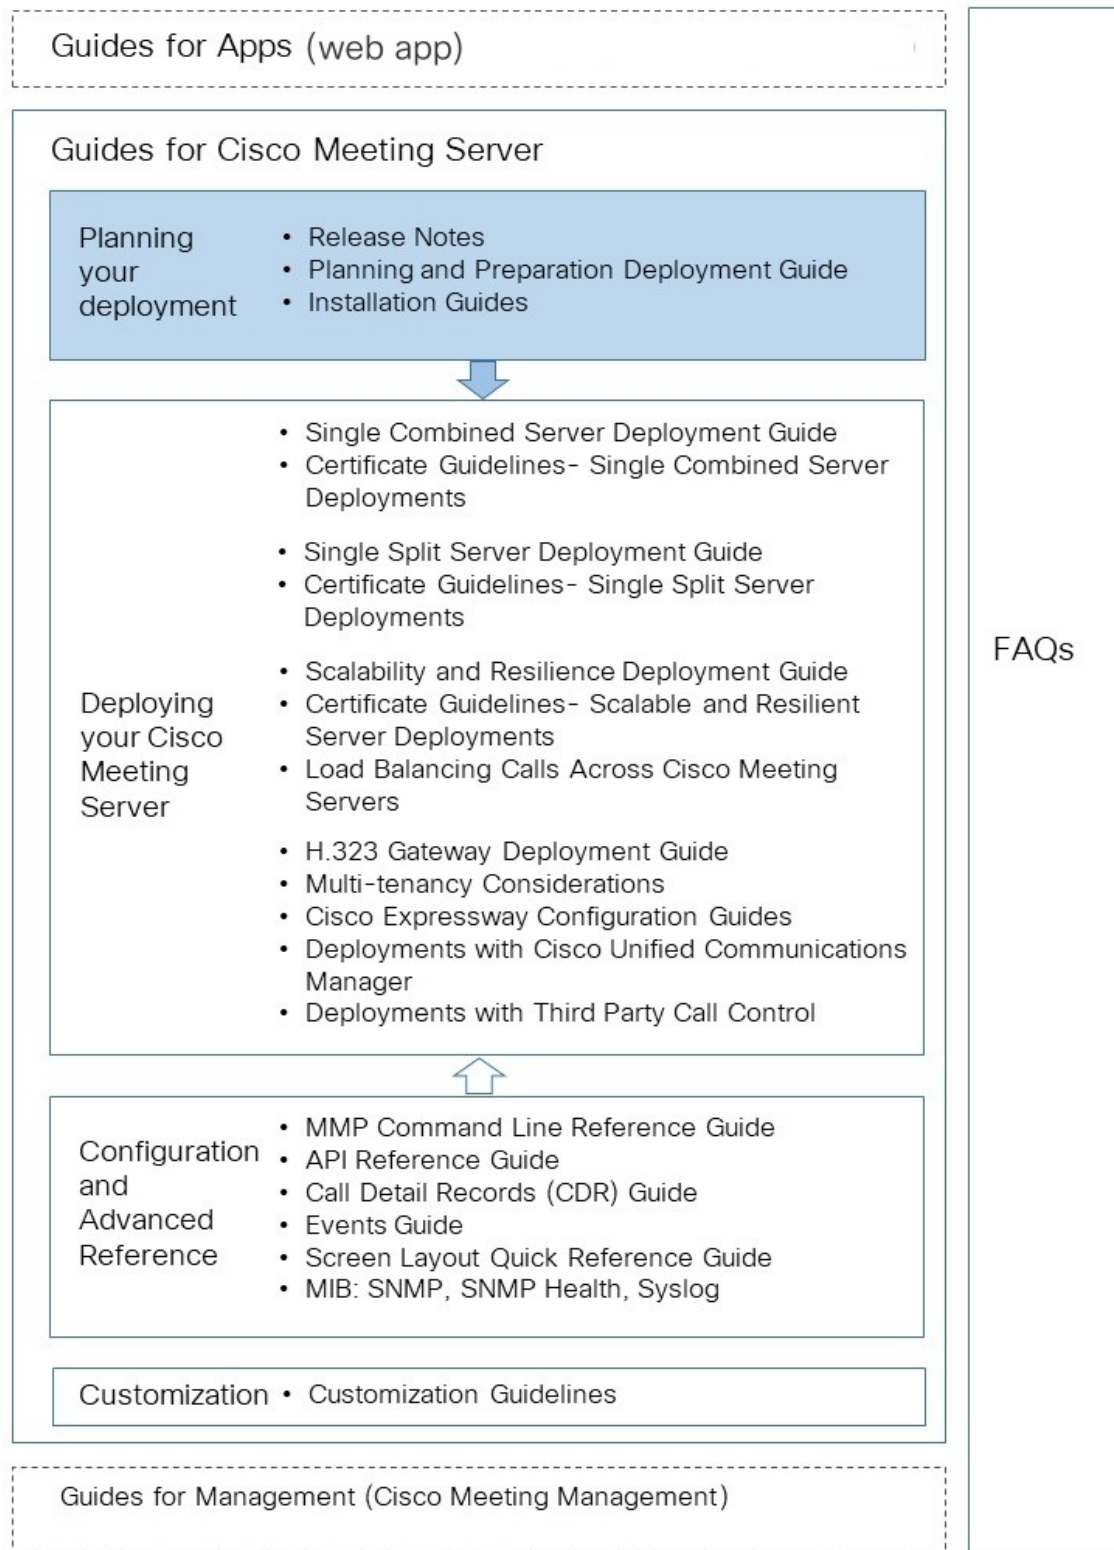 Guides for Apps (web app)
Guides for Cisco Meeting Server
Planning
your
deployment
• Release Notes
• Planning and Preparation Deployment Guide
• Installation Guides
Deploying
your Cisco
Meeting
Server
• Single Combined Server Deployment Guide
• Certificate Guidelines- Single Combined Server
Deployments
• Single Split Server Deployment Guide
• Certificate Guidelines- Single Split Server
Deployments
• Scalability and Resilience Deployment Guide
• Certificate Guidelines- Scalable and Resilient
Server Deployments
• Load Balancing Calls Across Cisco Meeting
Servers
• H.323 Gateway Deployment Guide
• Multi-tenancy Considerations
• Cisco Expressway Configuration Guides
• Deployments with Cisco Unified Communications
Manager
• Deployments with Third Party Call Control
Configuration
and
Advanced
Reference
• MMP Command Line Reference Guide
• API Reference Guide
• Call Detail Records (CDR) Guide
• Events Guide
• Screen Layout Quick Reference Guide
• MIB: SNMP, SNMP Health, Syslog
Customization • Customization Guidelines
Guides for Management (Cisco Meeting Management)
FAQs